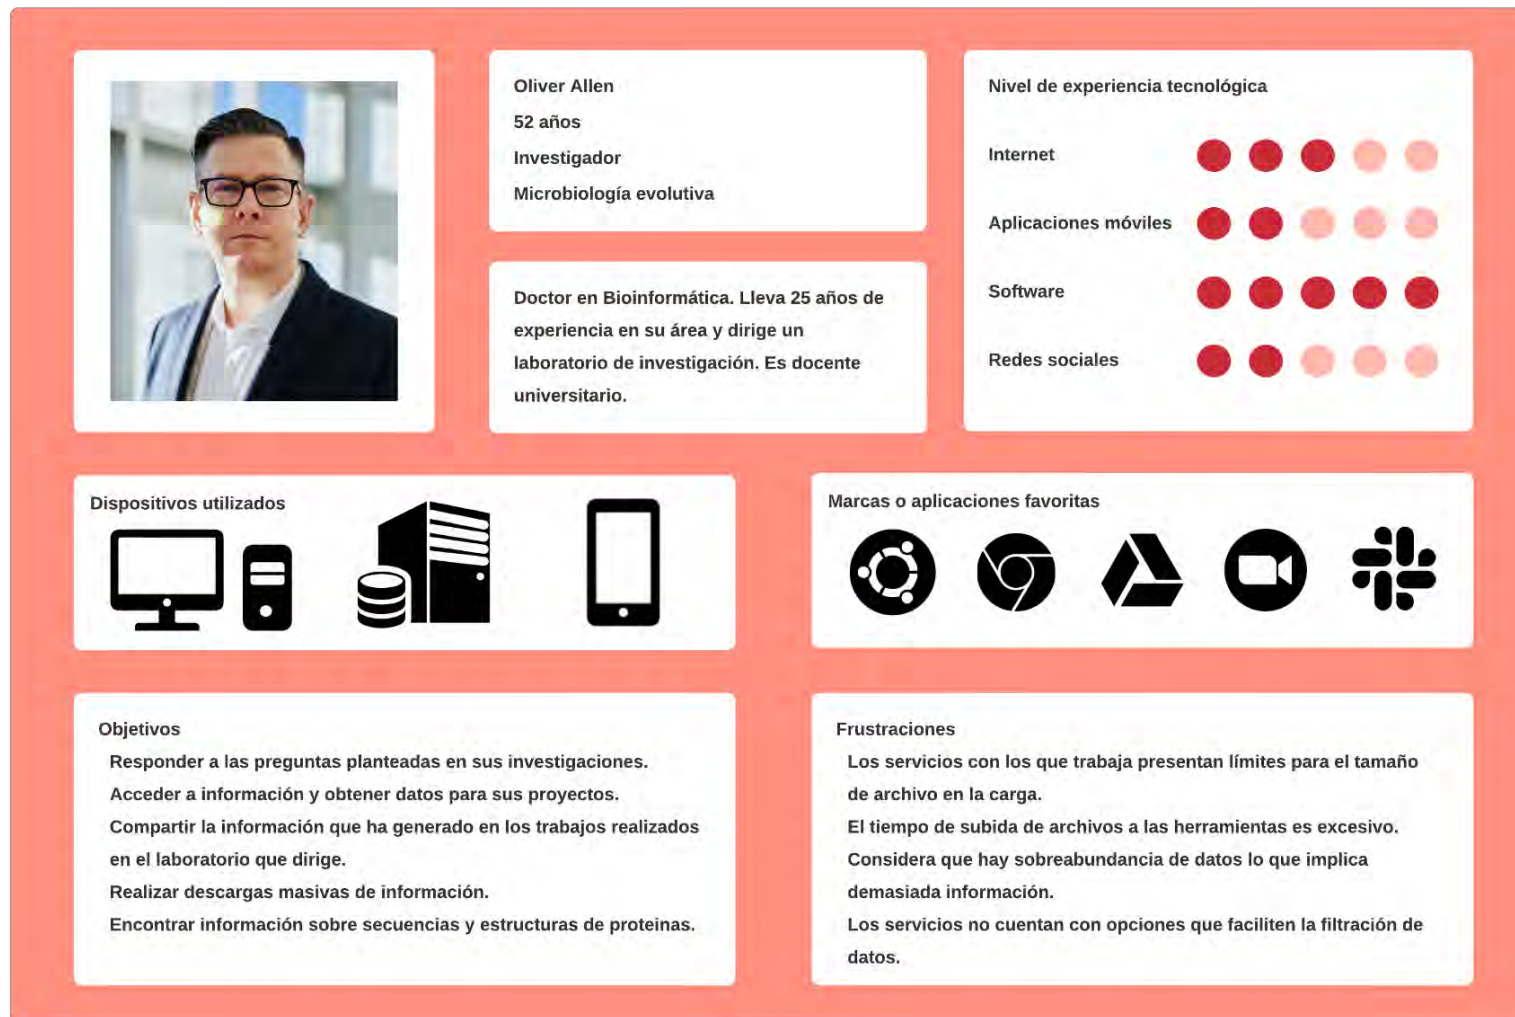 Oliver Allen
52 años
Investigador
Microbiología evolutiva
Doctor en Bioinformática. Lleva 25 años de
experiencia en su área y dirige un
laboratorio de investigación. Es docente
universitario.
Nivel de experiencia tecnológica
Internet
Aplicaciones móviles
Software
Redes sociales
Dispositivos utilizados
Marcas o aplicaciones favoritas
Objetivos
Responder a las preguntas planteadas en sus investigaciones.
Acceder a información y obtener datos para sus proyectos.
Compartir la información que ha generado en los trabajos realizados
en el laboratorio que dirige.
Realizar descargas masivas de información.
Encontrar información sobre secuencias y estructuras de proteinas.
Frustraciones
Los servicios con los que trabaja presentan límites para el tamaño
de archivo en la carga.
El tiempo de subida de archivos a las herramientas es excesivo.
Considera que hay sobreabundancia de datos lo que implica
demasiada información.
Los servicios no cuentan con opciones que faciliten la filtración de
datos.